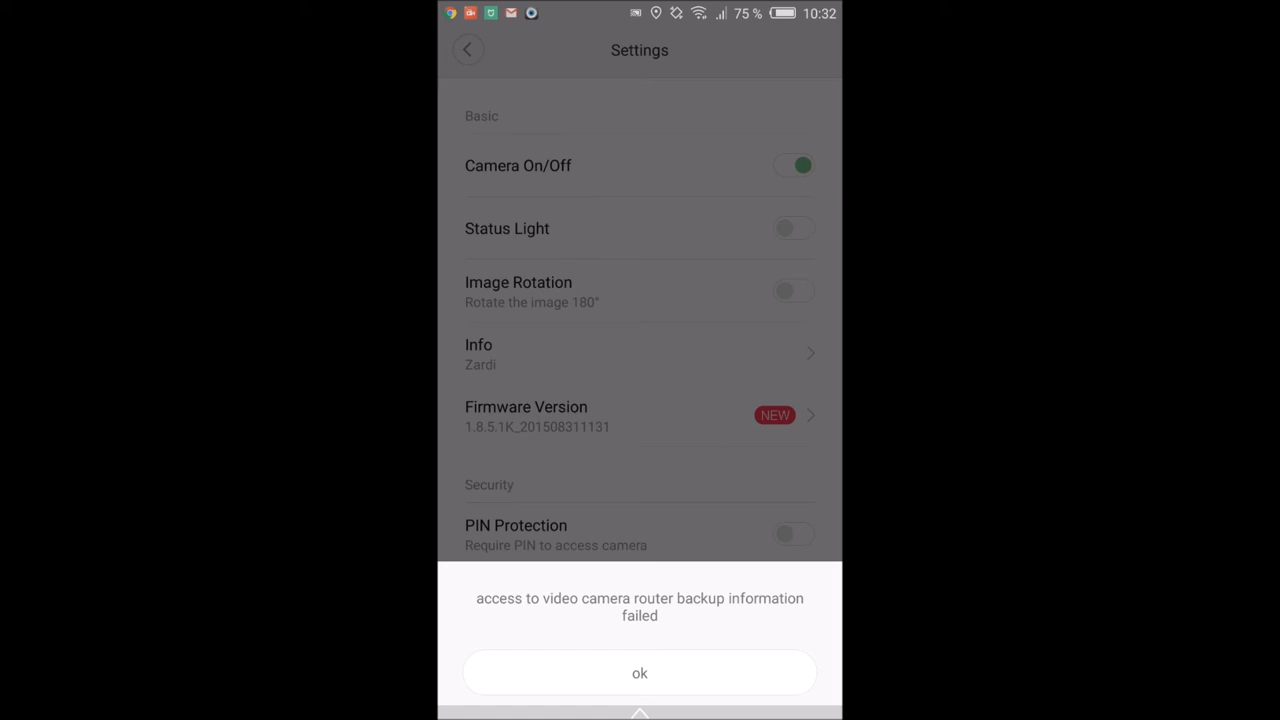 75 % 10:32
Settings
Basic
Camera On/Off
Status Light
Image Rotation
Rotate the image 180°
Info
Zardi
Firmware Version
NEW
1.8.5.1K_201508311131
Security
PIN Protection
Require PIN to access camera
access to video camera router backup information
failed
ok